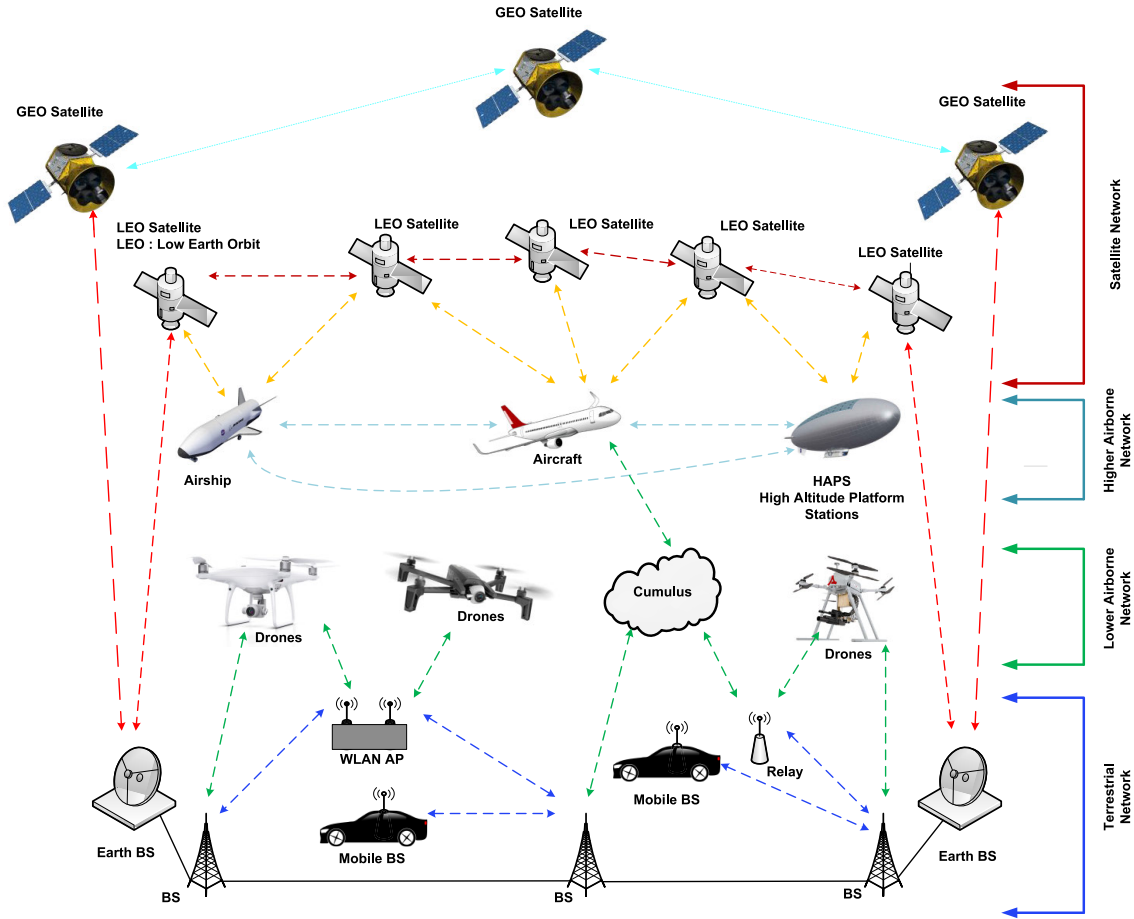 GEO Satellite
GEO Satellite
GEO Satellite
LEO Satellite
LEO : Low Earth Orbit
LEO Satellite
LEO Satellite
LEO Satellite
LEO Satellite
Satellite Network
Airship
Aircraft
HAPS
High Altitude Platform
Stations
Higher Airborne
Network
Drones
Drones
Cumulus
Drones
Lower Airborne
Network
WLAN AP
Mobile BS
Relay
Mobile BS
Earth BS
Earth BS
BS
BS
BS
Terrestrial
Network